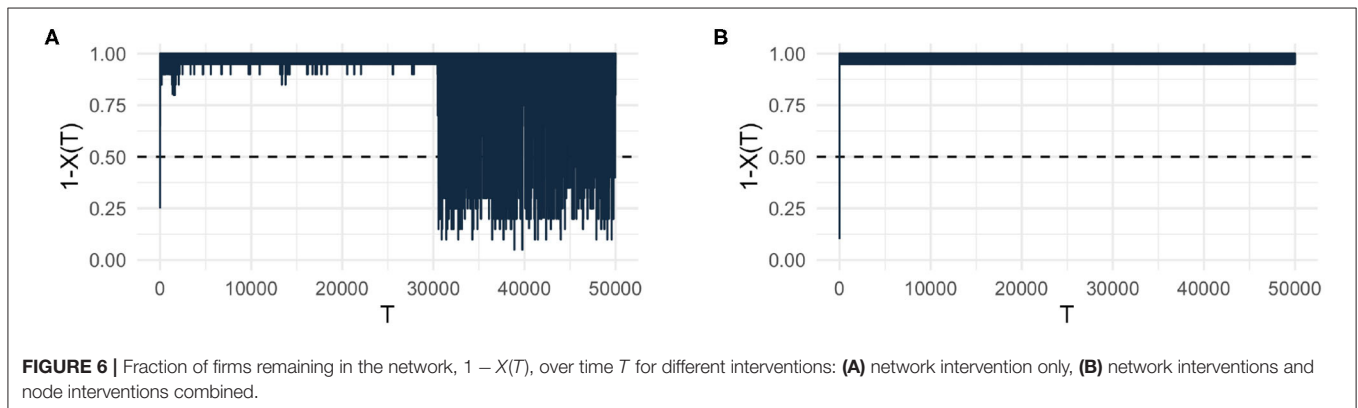 A
1.00
0.75
0.50
0.25
0.00
1-X(T)
0 10000 20000 30000 40000 50000
T
B
1.00
0.75
0.50
0.25
0.00
1-X(T)
0 10000 20000 30000 40000 50000
T
FIGURE 6 | Fraction of firms remaining in the network, 1 − X(T), over time T for different interventions: (A) network intervention only, (B) network interventions and
node interventions combined.